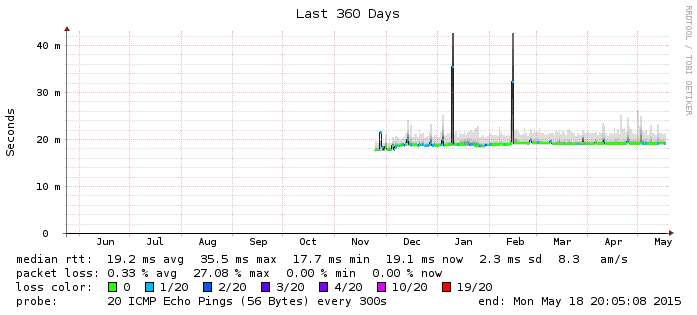 Last 360 Days
RRDTOOL / TOBI OETIKER
Seconds
40 m
30 m
20 m
10 m
0
Jun Jul Aug Sep Oct Nov Dec Jan Feb Mar Apr May
median rtt: 19.2 ms avg 35.5 ms max 17.7 ms min 19.1 ms now 2.3 ms sd 8.3 am/s
packet loss: 0.33 % avg 27.08 % max 0.00 % min 0.00 % now
loss color: 0 1/20 2/20 3/20 4/20 10/20 19/20
probe: 20 ICMP Echo Pings (56 Bytes) every 300s end: Mon May 18 20:05:08 2015